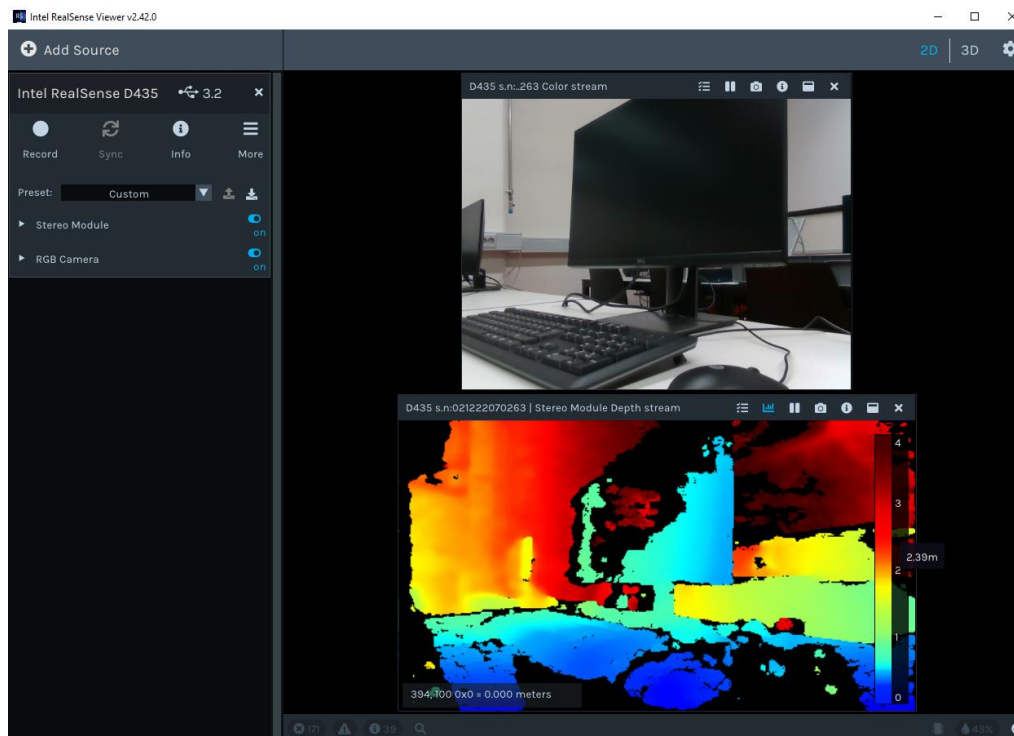 Intel RealSense Viewer v2.42.0
Add Source
2D
3D
Intel RealSense D435 3.2
Record
Sync
Info
More
Preset: Custom
Stereo Module
on
RGB Camera
on
D435 s.n:..263 Color stream
D435 s.n:021222070263 | Stereo Module Depth stream
4
3
2.39m
2
1
0
394,100 0x0 = 0.000 meters
171
39
43%